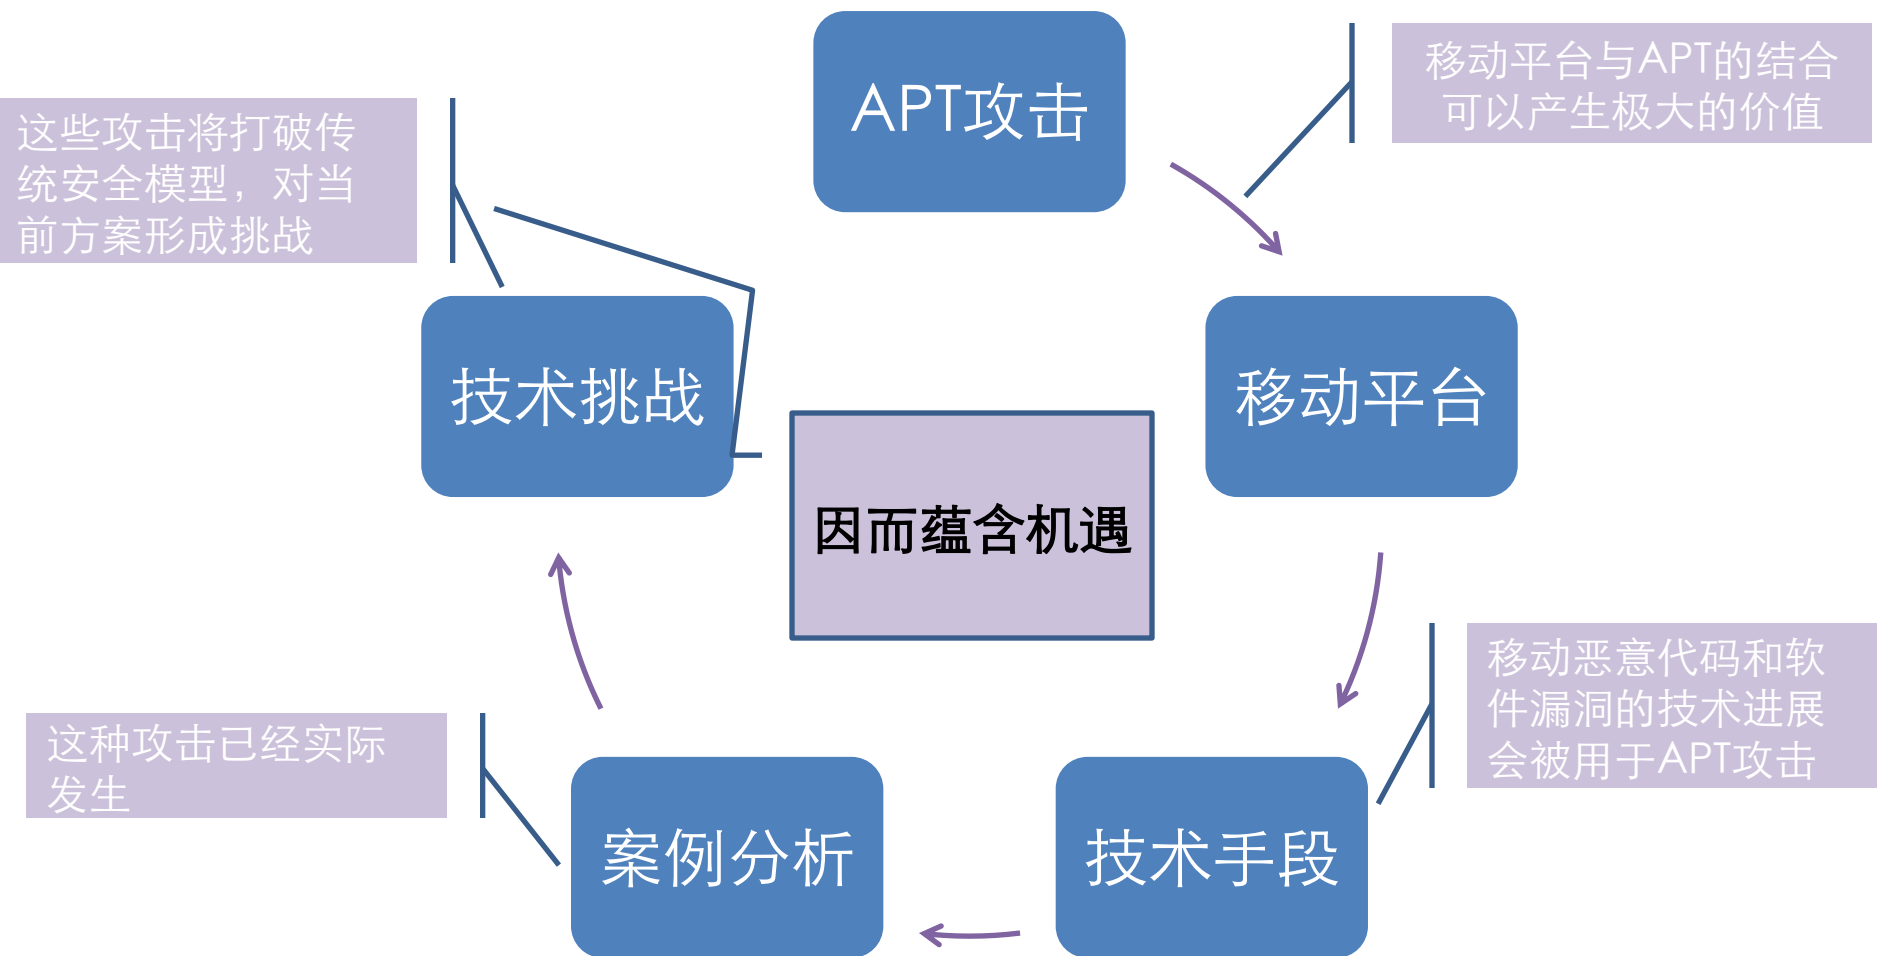 APT攻击
移动平台与APT的结合
可以产生极大的价值
这些攻击将打破传
统安全模型，对当
前方案形成挑战
技术挑战
移动平台
因而蕴含机遇
移动恶意代码和软
件漏洞的技术进展
会被用于APT攻击
这种攻击已经实际
发生
案例分析
技术手段